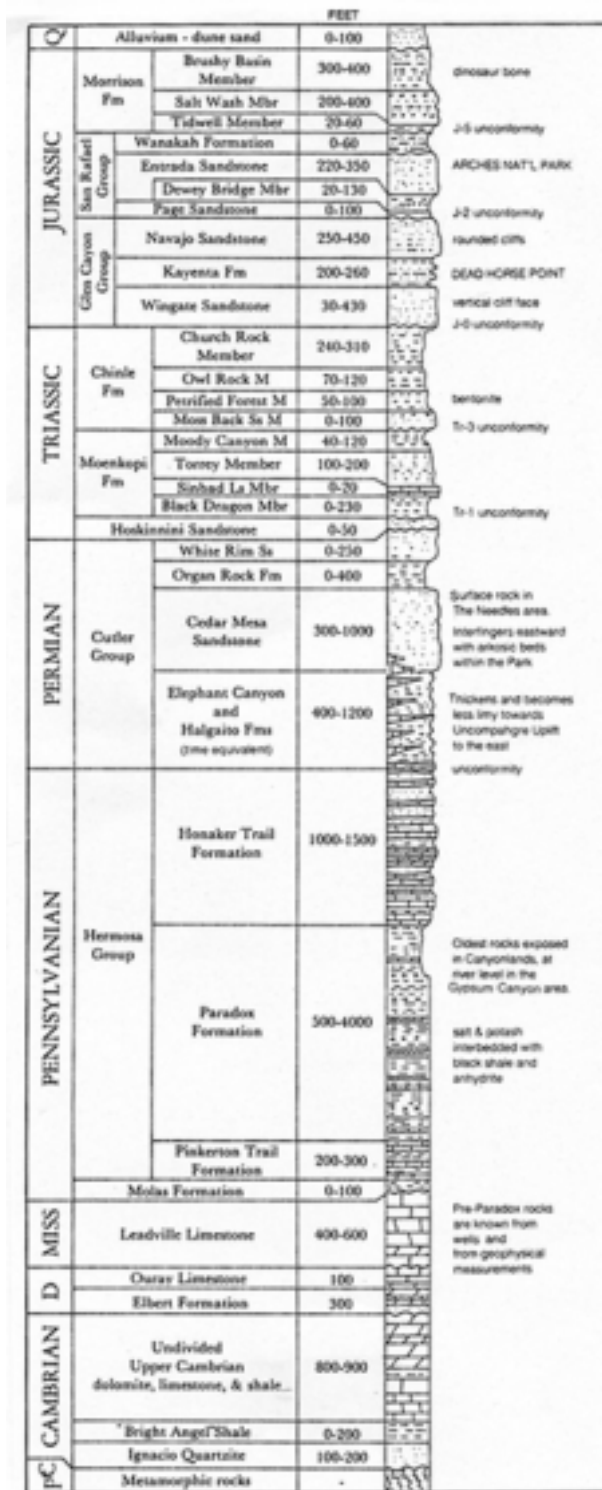 FEET
Q
Alluvium - dune sand 0-100
JURASSIC
Morrison
Fm
Brushy Basin
Member
300-400
dinosaur bone
Salt Wash Mbr 200-400
Tidwell Member 20-60
J-5 unconformity
San Rafael
Group
Wanakah Formation 0-60
Entrada Sandstone 220-350
ARCHES NAT'L PARK
Dewey Bridge Mbr 20-130
Page Sandstone 0-100
J-2 unconformity
Glen Cayon
Group
Navajo Sandstone 250-450
rounded cliffs
Kayenta Fm 200-260
DEAD HORSE POINT
Wingate Sandstone 30-430
vertical cliff face
J-0 unconformity
TRIASSIC
Chinle
Fm
Church Rock
Member
240-310
Owl Rock M 70-120
Petrified Forest M 50-100
bentonite
Moss Back Ss M 0-100
Tr-3 unconformity
Moenkopi
Fm
Moody Canyon M 40-120
Torrey Member 100-200
Sinbad Ls Mbr 0-20
Black Dragon Mbr 0-230
Tr-1 unconformity
Hoskinnini Sandstone 0-50
PERMIAN
Cutler
Group
White Rim Ss 0-250
Organ Rock Fm 0-400
Cedar Mesa
Sandstone
300-1000
Surface rock in
The Needles area.
Interfingers eastward
with arkosic beds
within the Park
Elephant Canyon
and
Halgaito Fms
(time equivalent)
400-1200
Thickens and becomes
less limy towards
Uncompahgre Uplift
to the east
unconformity
PENNSYLVANIAN
Hermosa
Group
Honaker Trail
Formation
1000-1500
Paradox
Formation
500-4000
Oldest rocks exposed
in Canyonlands, at
river level in the
Gypsum Canyon area.
salt & potash
interbedded with
black shale and
anhydrite
Pinkerton Trail
Formation
200-300
Molas Formation 0-100
MISS
Leadville Limestone 400-600
Pre-Paradox rocks
are known from
wells and
from geophysical
measurements
D
Ouray Limestone 100
Elbert Formation 300
CAMBRIAN
Undivided
Upper Cambrian
dolomite, limestone, & shale
800-900
Bright Angel Shale 0-200
Ignacio Quartzite 100-200
pC
Metamorphic rocks -